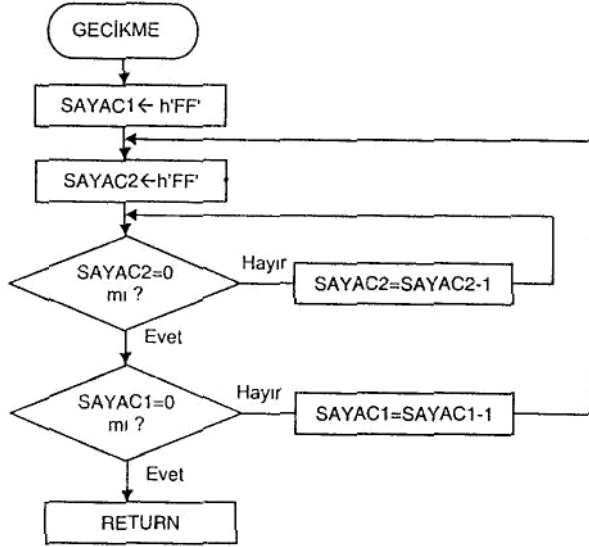 GECİKME
SAYAC1← h'FF'
SAYAC2←h'FF'
SAYAC2=0
mı ?
Hayır
SAYAC2=SAYAC2-1
Evet
SAYAC1=0
mı ?
Hayır
SAYAC1=SAYAC1-1
Evet
RETURN